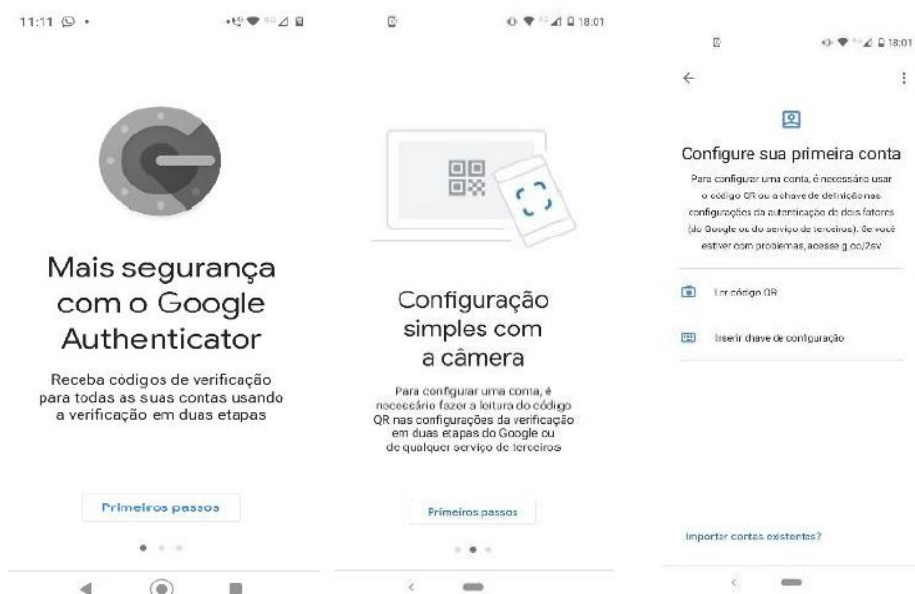 11:11
4G
Mais segurança
com o Google
Authenticator
Receba códigos de verificação
para todas as suas contas usando
a verificação em duas etapas
Primeiros passos
4G 18:01
Configuração
simples com
a câmera
Para configurar uma conta, é
necessário fazer a leitura do código
QR nas configurações da verificação
em duas etapas do Google ou
de qualquer serviço de terceiros
Primeiros passos
4G 18:01
Configure sua primeira conta
Para configurar uma conta, é necessário usar
o código QR ou a chave de definição nas
configurações da autenticação de dois fatores
(do Google ou do serviço de terceiros). Se você
estiver com problemas, acesse g.co/2sv
Ler código QR
Inserir chave de configuração
Importar contas existentes?